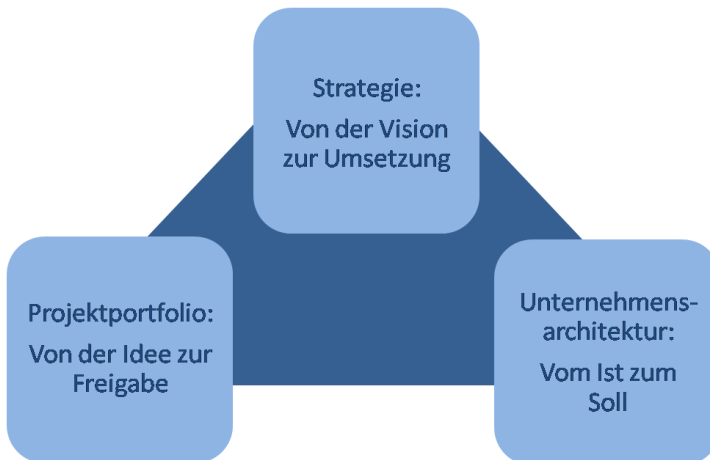 Strategie:
Von der Vision
zur Umsetzung
Projektportfolio:
Von der Idee zur
Freigabe
Unternehmens-
architektur:
Vom Ist zum
Soll